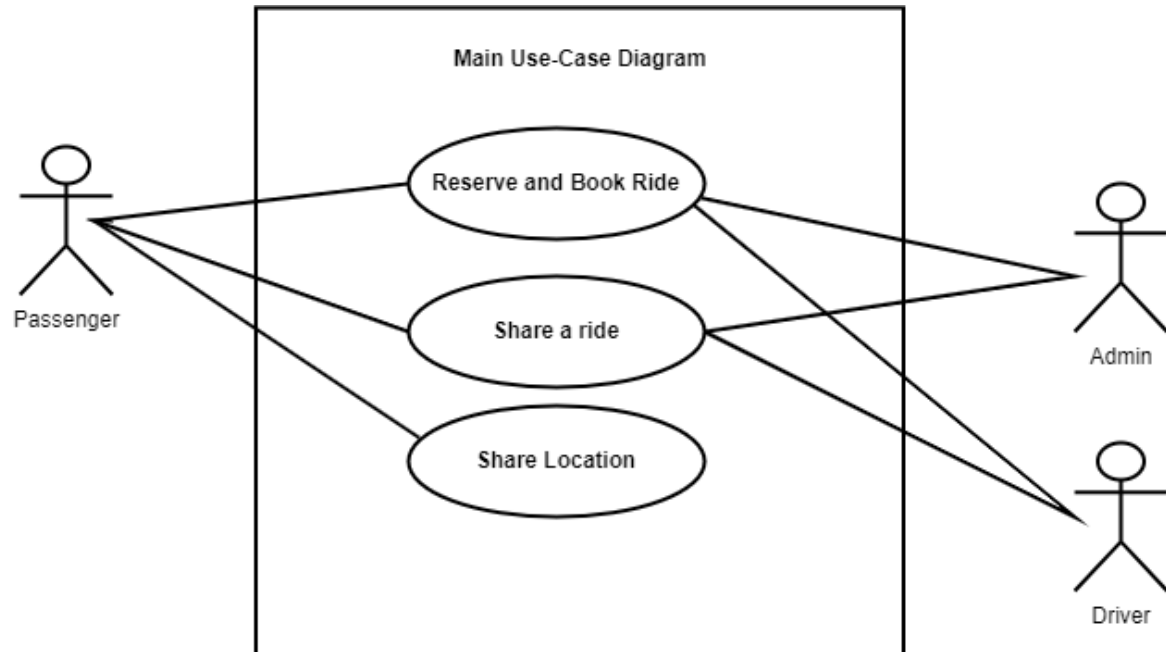 Main Use-Case Diagram
Reserve and Book Ride
Passenger
Share a ride
Admin
Share Location
Driver